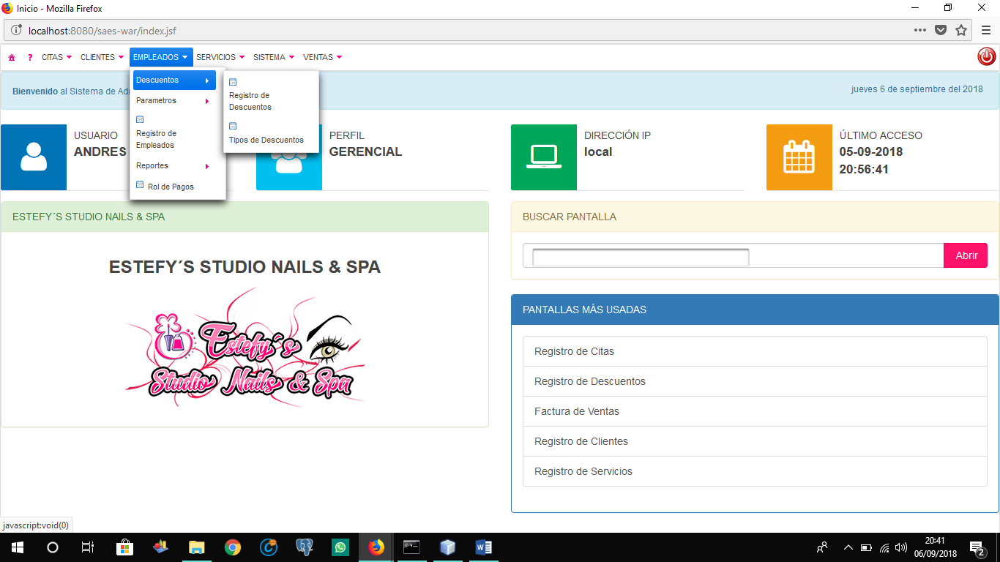 Inicio - Mozilla Firefox
localhost:8080/saes-war/index.jsf
? CITAS CLIENTES EMPLEADOS SERVICIOS SISTEMA VENTAS
Descuentos
Parametros
Registro de
Empleados
Reportes
Rol de Pagos
Registro de
Descuentos
Tipos de Descuentos
Bienvenido al Sistema de
jueves 6 de septiembre del 2018
USUARIO
ANDRES
PERFIL
GERENCIAL
DIRECCIÓN IP
local
ÚLTIMO ACCESO
05-09-2018
20:56:41
ESTEFY´S STUDIO NAILS & SPA
ESTEFY´S STUDIO NAILS & SPA
Estefy´s
Studio Nails & Spa
BUSCAR PANTALLA
Abrir
PANTALLAS MÁS USADAS
Registro de Citas
Registro de Descuentos
Factura de Ventas
Registro de Clientes
Registro de Servicios
javascript:void(0)
20:41
06/09/2018
2